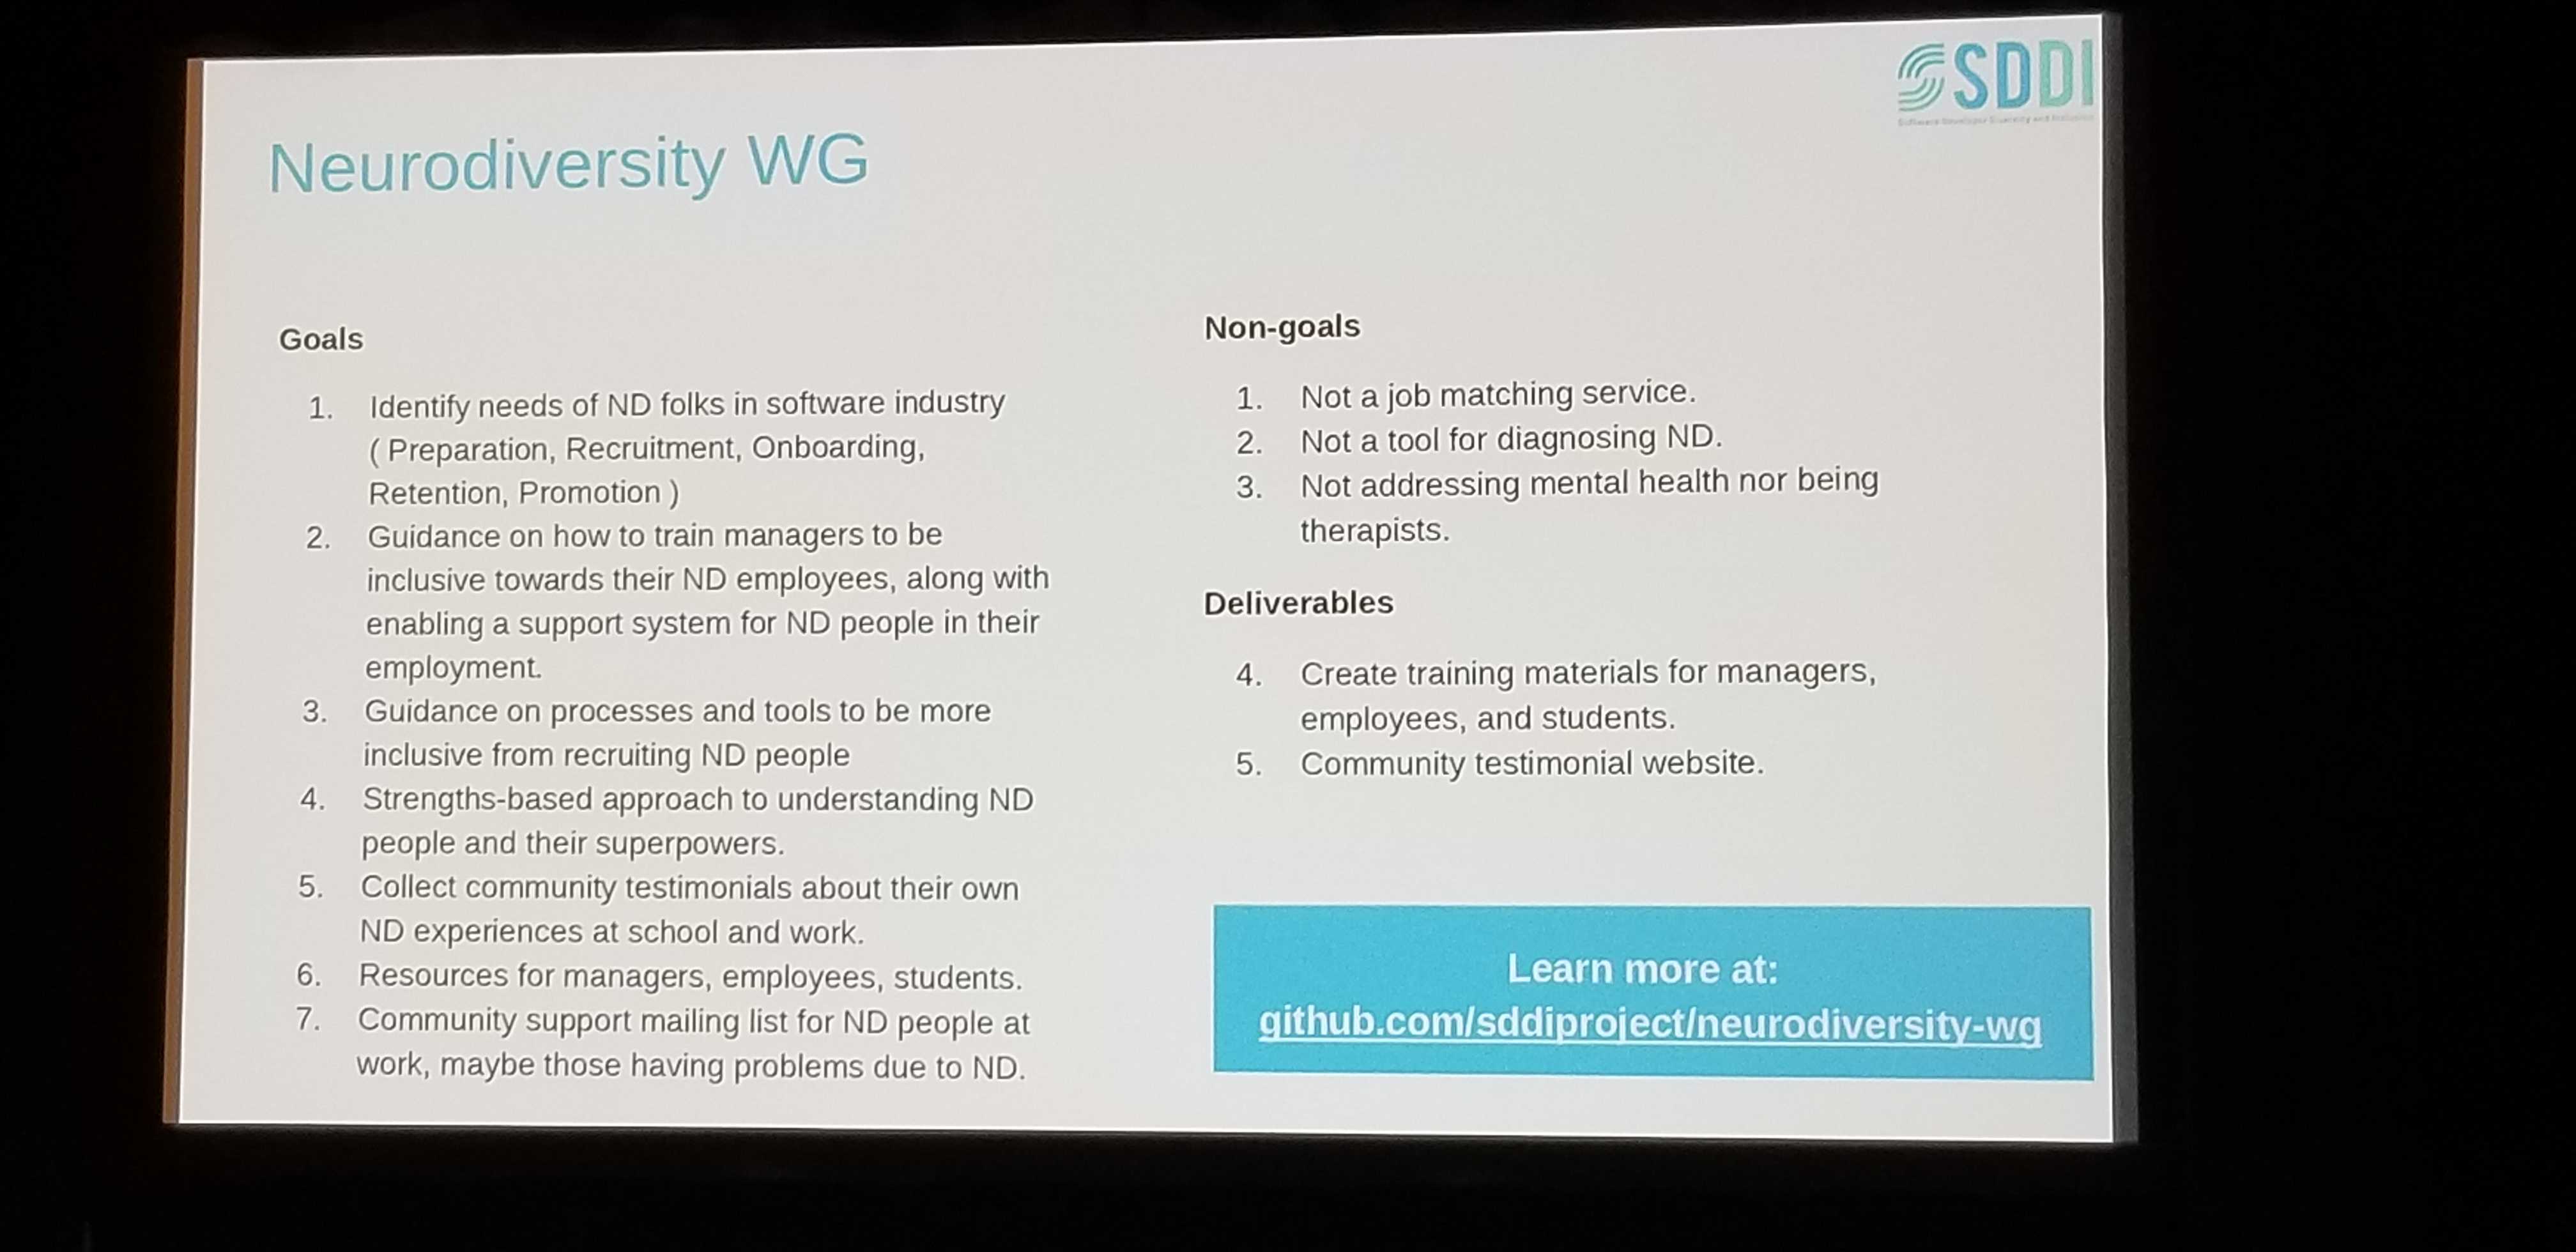 SDDI
Software Developer Diversity and Inclusion
Neurodiversity WG
Goals
1. Identify needs of ND folks in software industry
( Preparation, Recruitment, Onboarding,
Retention, Promotion )
2. Guidance on how to train managers to be
inclusive towards their ND employees, along with
enabling a support system for ND people in their
employment.
3. Guidance on processes and tools to be more
inclusive from recruiting ND people
4. Strengths-based approach to understanding ND
people and their superpowers.
5. Collect community testimonials about their own
ND experiences at school and work.
6. Resources for managers, employees, students.
7. Community support mailing list for ND people at
work, maybe those having problems due to ND.
Non-goals
1. Not a job matching service.
2. Not a tool for diagnosing ND.
3. Not addressing mental health nor being
therapists.
Deliverables
4. Create training materials for managers,
employees, and students.
5. Community testimonial website.
Learn more at:
github.com/sddiproject/neurodiversity-wg